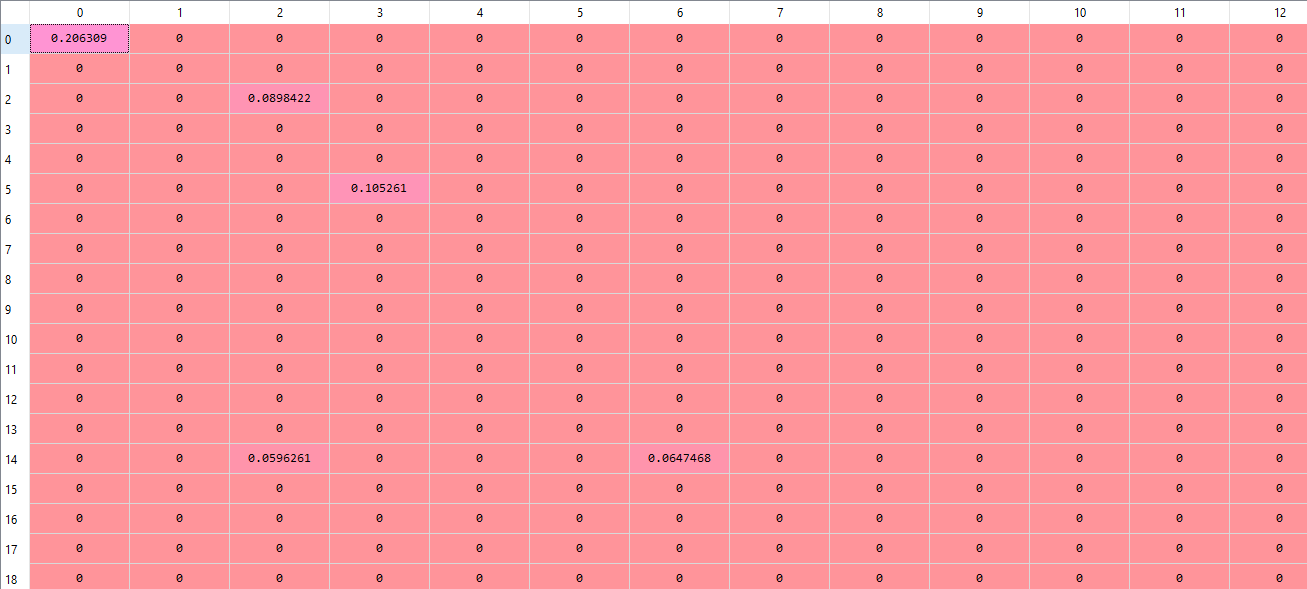 0 1 2 3 4 5 6 7 8 9 10 11 12
0 0.206309 0 0 0 0 0 0 0 0 0 0 0 0
1 0 0 0 0 0 0 0 0 0 0 0 0 0
2 0 0 0.0898422 0 0 0 0 0 0 0 0 0 0
3 0 0 0 0 0 0 0 0 0 0 0 0 0
4 0 0 0 0 0 0 0 0 0 0 0 0 0
5 0 0 0 0.105261 0 0 0 0 0 0 0 0 0
6 0 0 0 0 0 0 0 0 0 0 0 0 0
7 0 0 0 0 0 0 0 0 0 0 0 0 0
8 0 0 0 0 0 0 0 0 0 0 0 0 0
9 0 0 0 0 0 0 0 0 0 0 0 0 0
10 0 0 0 0 0 0 0 0 0 0 0 0 0
11 0 0 0 0 0 0 0 0 0 0 0 0 0
12 0 0 0 0 0 0 0 0 0 0 0 0 0
13 0 0 0 0 0 0 0 0 0 0 0 0 0
14 0 0 0.0596261 0 0 0 0.0647468 0 0 0 0 0 0
15 0 0 0 0 0 0 0 0 0 0 0 0 0
16 0 0 0 0 0 0 0 0 0 0 0 0 0
17 0 0 0 0 0 0 0 0 0 0 0 0 0
18 0 0 0 0 0 0 0 0 0 0 0 0 0